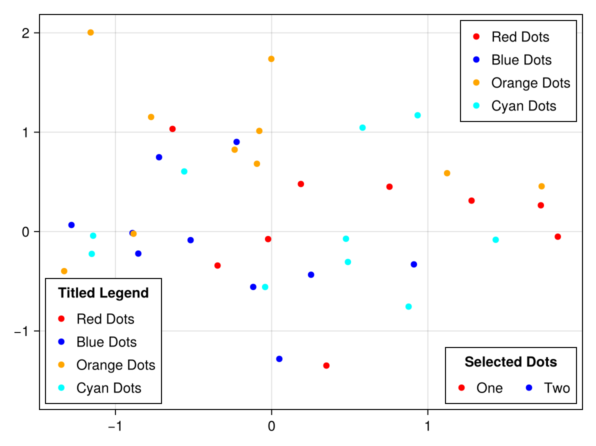 2
1
0
−1
−1
0
1
Red Dots
Blue Dots
Orange Dots
Cyan Dots
Titled Legend
Red Dots
Blue Dots
Orange Dots
Cyan Dots
Selected Dots
One Two